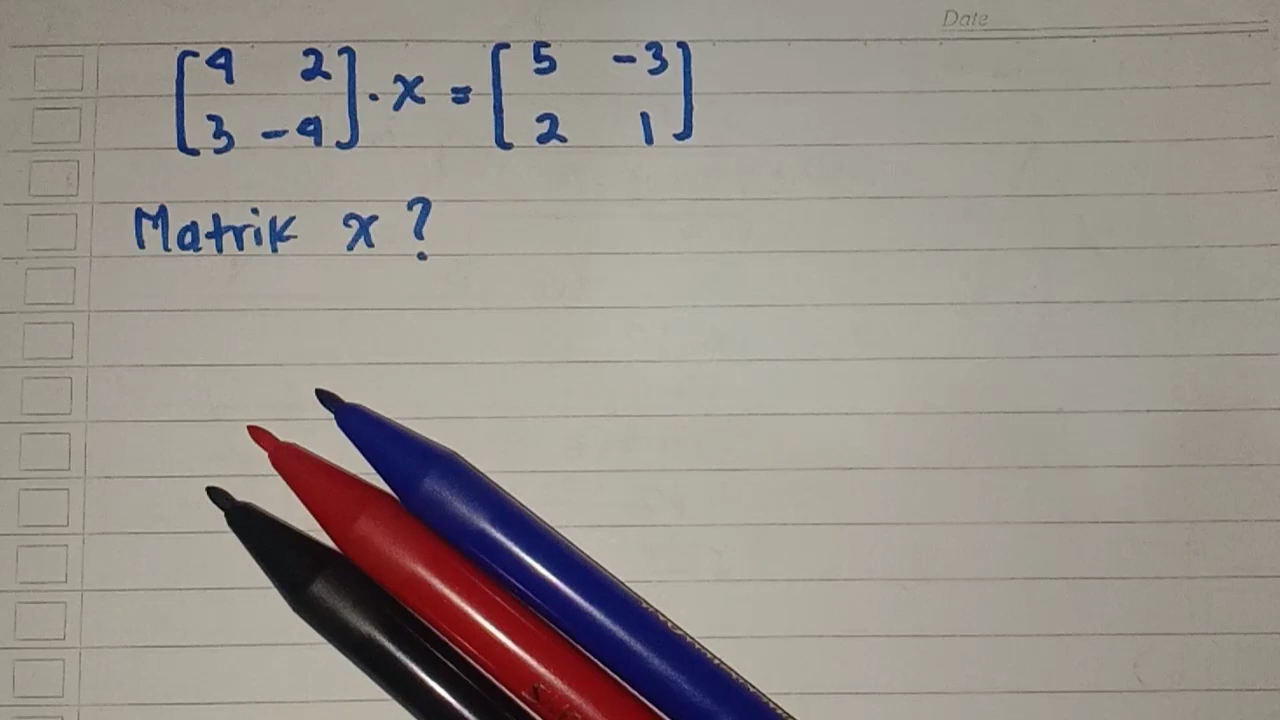 Date
[4 2] . x = [5 -3]
[3 -4] [2 1]
Matrik x ?